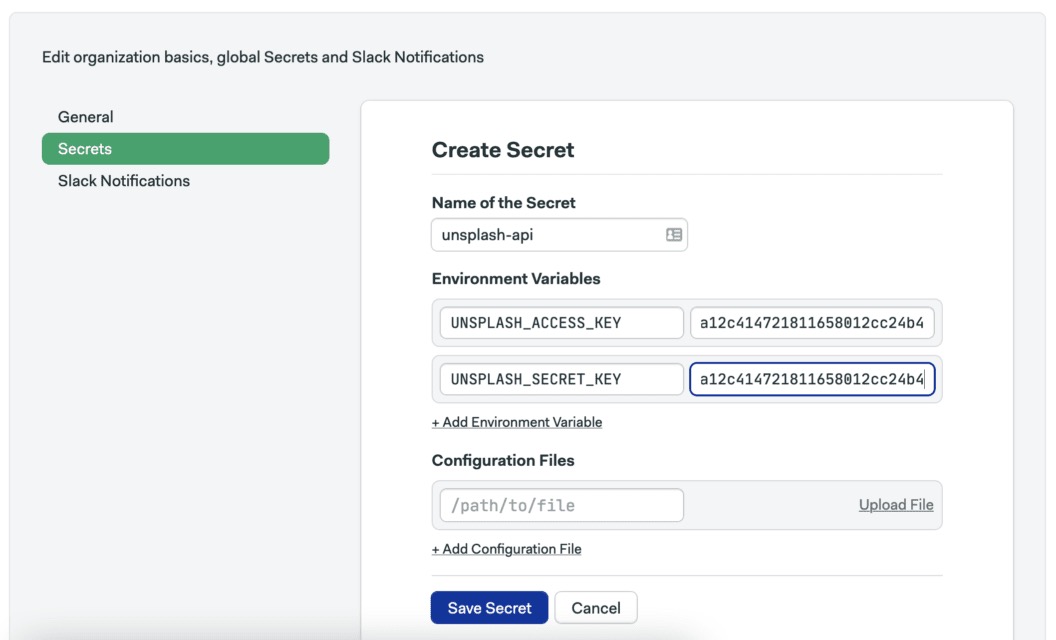 Edit organization basics, global Secrets and Slack Notifications
General
Secrets
Slack Notifications
Create Secret
Name of the Secret
unsplash-api
Environment Variables
UNSPLASH_ACCESS_KEY a12c414721811658012cc24b4
UNSPLASH_SECRET_KEY a12c414721811658012cc24b4
+ Add Environment Variable
Configuration Files
/path/to/file Upload File
+ Add Configuration File
Save Secret Cancel